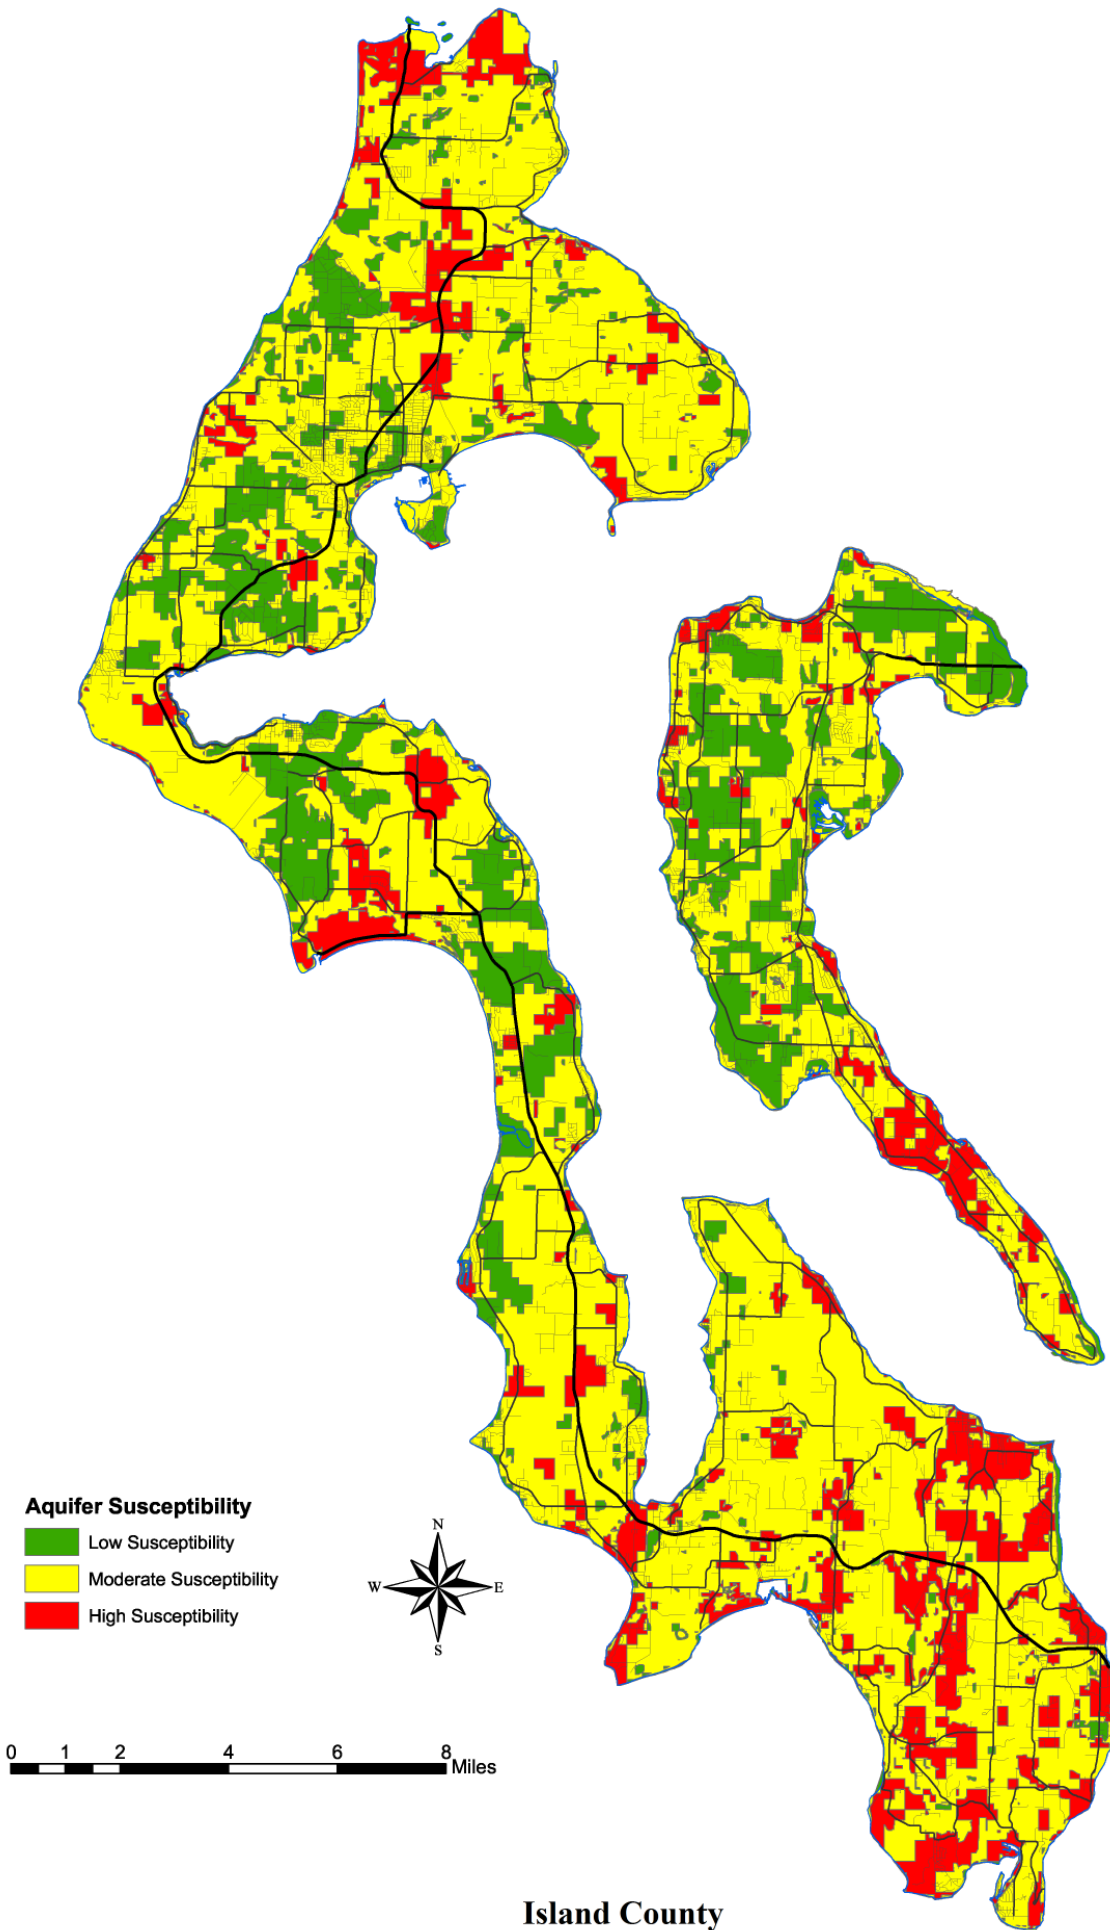 Aquifer Susceptibility
Low Susceptibility
Moderate Susceptibility
High Susceptibility
N
W E
S
0 1 2 4 6 8 Miles
Island County